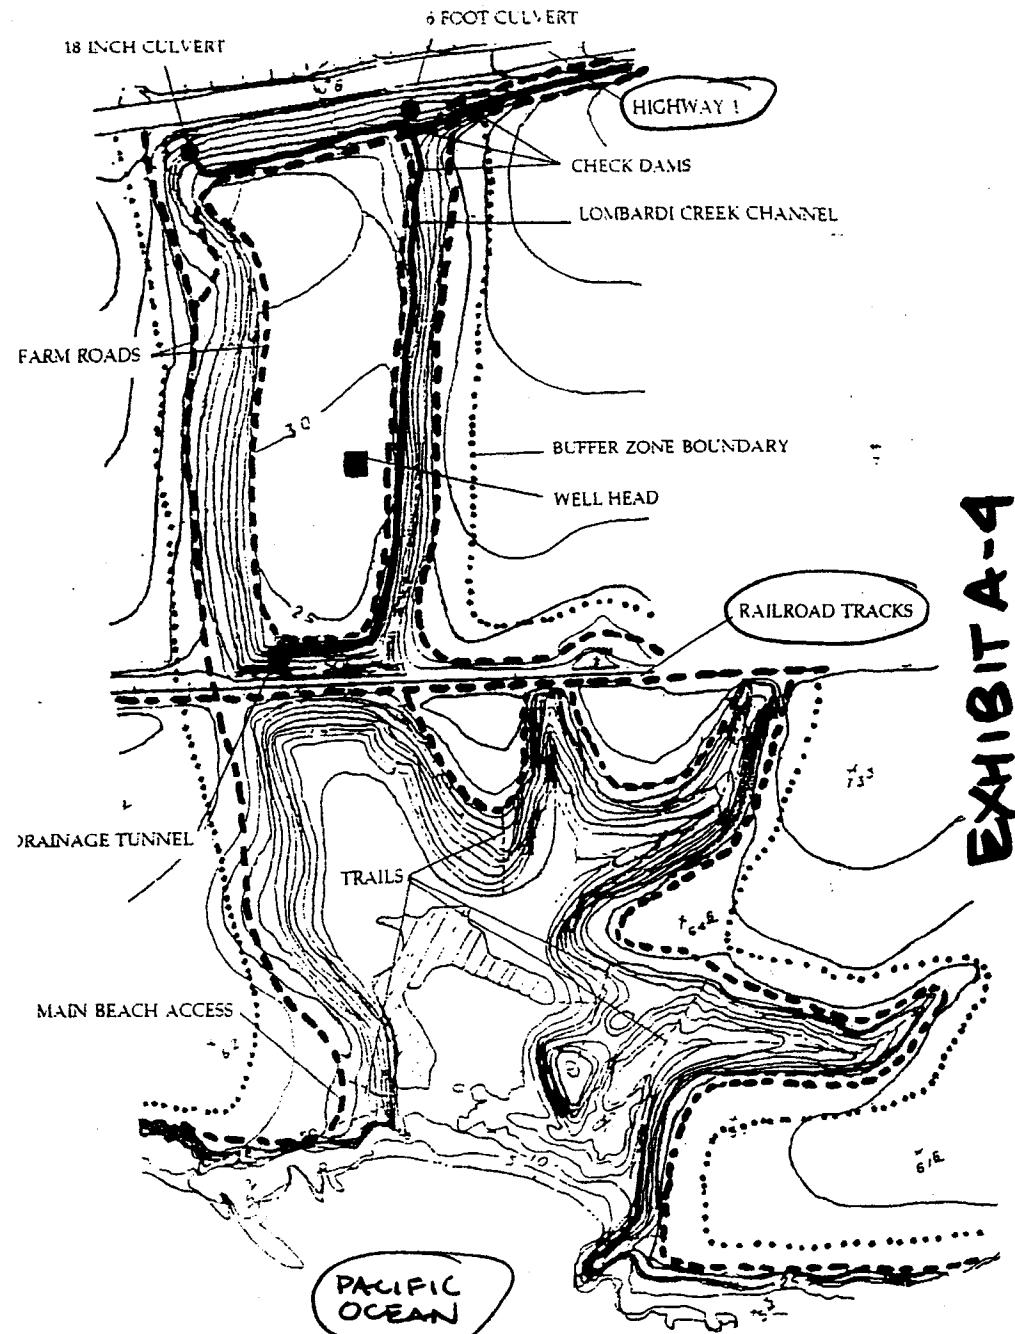 6 FOOT CULVERT
18 INCH CULVERT
HIGHWAY 1
CHECK DAMS
LOMBARDI CREEK CHANNEL
FARM ROADS
30
BUFFER ZONE BOUNDARY
WELL HEAD
EXHIBIT A-4
25
RAILROAD TRACKS
DRAINAGE TUNNEL
TRAILS
MAIN BEACH ACCESS
PACIFIC
OCEAN